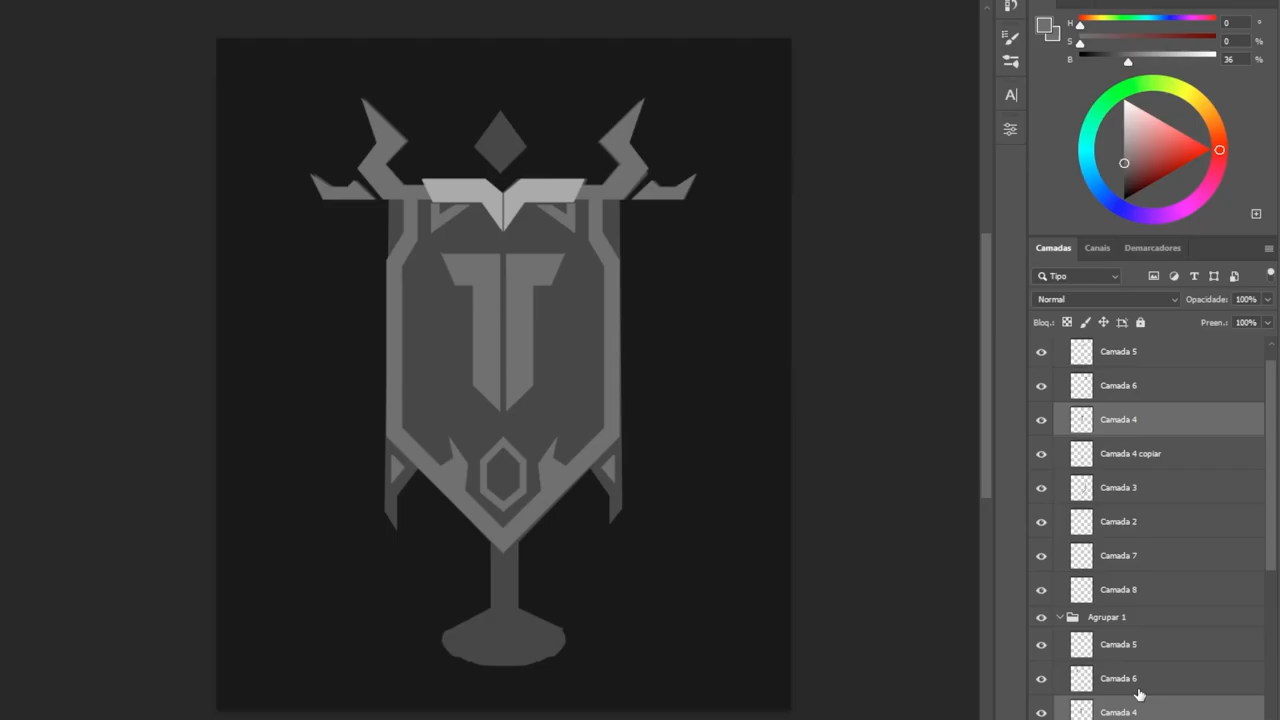 H 0 °
S 0 %
B 36 %
A|
Camadas Canais Demarcadores
Tipo
Normal Opacidade: 100%
Bloq.: Preen.: 100%
Camada 5
Camada 6
Camada 4
Camada 4 copiar
Camada 3
Camada 2
Camada 7
Camada 8
Agrupar 1
Camada 5
Camada 6
Camada 4
T